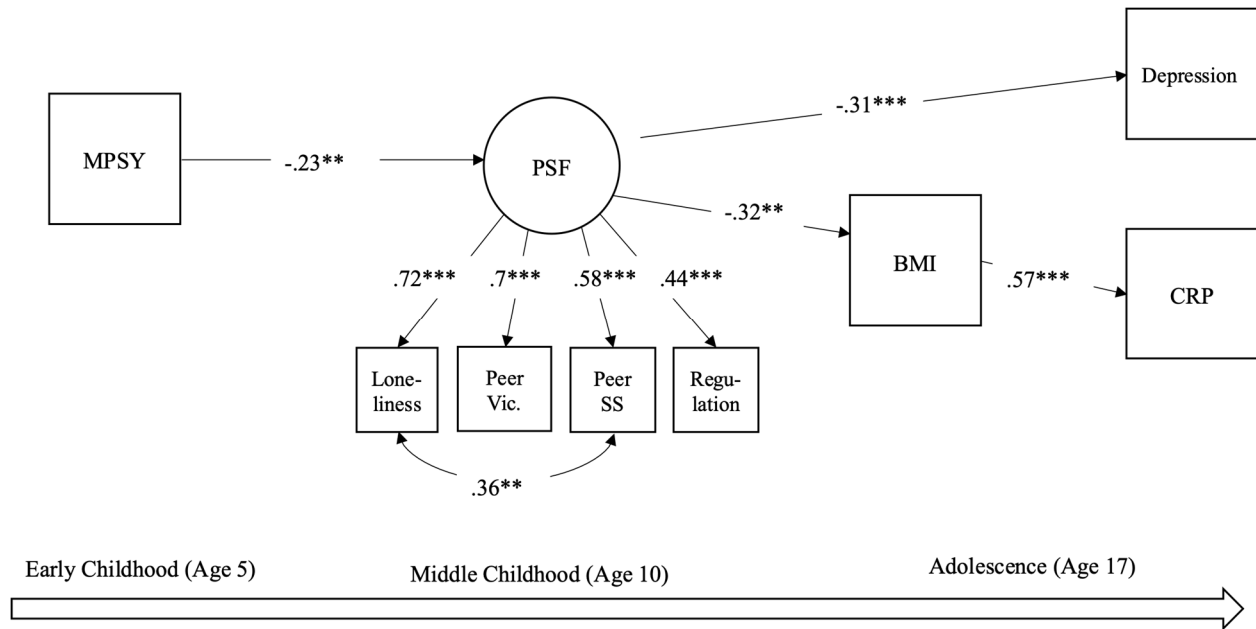 Depression
-.31***
MPSY
-.23**
PSF
-.32**
BMI
.57***
CRP
.72***
.7***
.58***
.44***
Lone-
liness
Peer
Vic.
Peer
SS
Regu-
lation
.36**
Early Childhood (Age 5)
Middle Childhood (Age 10)
Adolescence (Age 17)